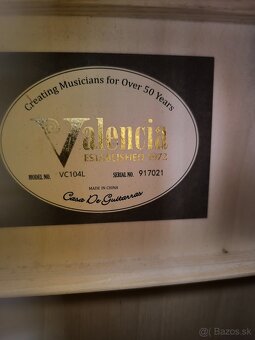 Creating Musicians for Over 50 Years
Valencia
ESTABLISHED 1973
MODEL NO. VC104L SERIAL NO. 917021
MADE IN CHINA
Casa De Guitarras
© Bazos.sk